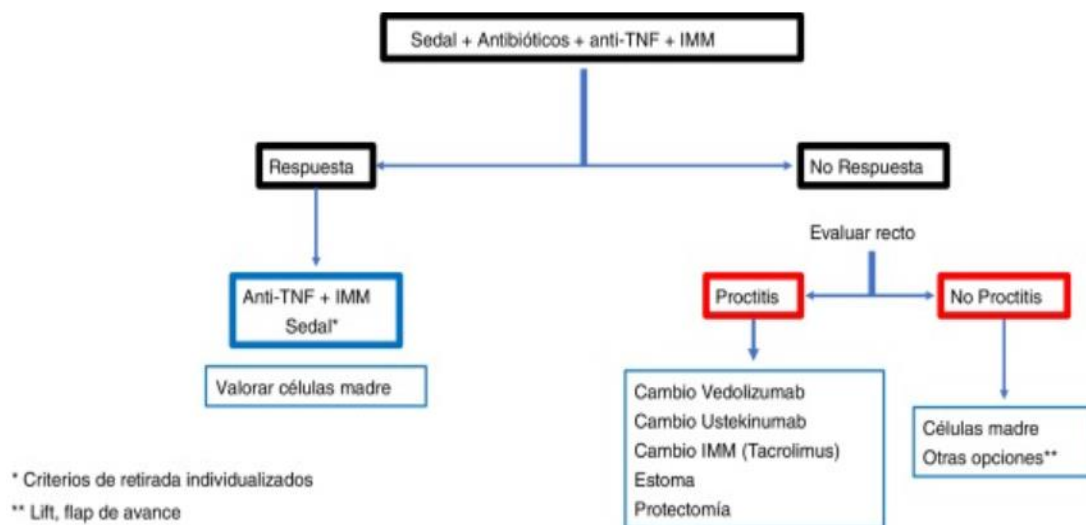 Sedal + Antibióticos + anti-TNF + IMM
Respuesta
No Respuesta
Evaluar recto
Anti-TNF + IMM
Sedal*
Valorar células madre
Proctitis
No Proctitis
Cambio Vedolizumab
Cambio Ustekinumab
Cambio IMM (Tacrolimus)
Estoma
Protectomía
Células madre
Otras opciones**
* Criterios de retirada individualizados
** Lift, flap de avance